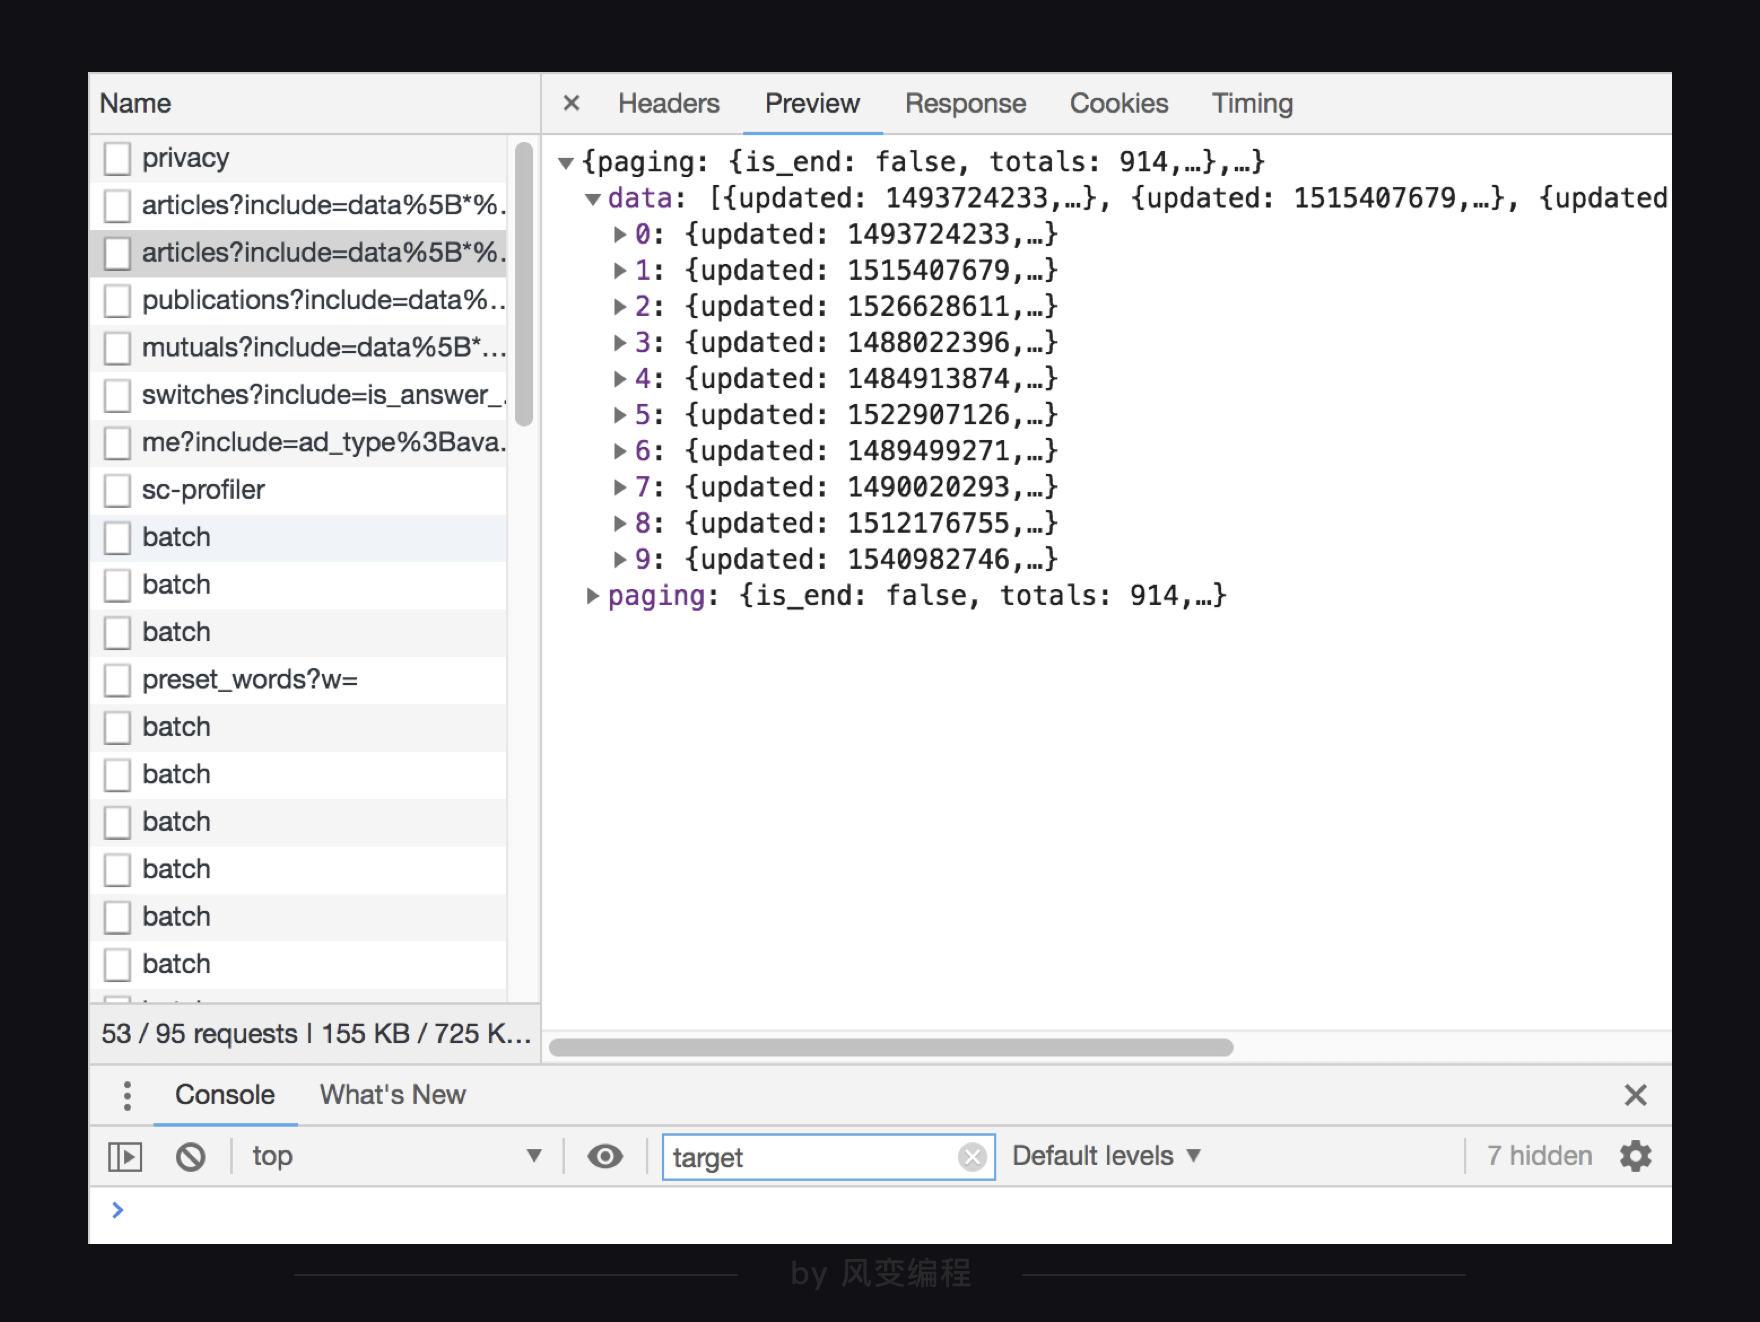 Name
privacy
articles?include=data%5B*%.
articles?include=data%5B*%.
publications?include=data%...
mutuals?include=data%5B*...
switches?include=is_answer_.
me?include=ad_type%3Bava.
sc-profiler
batch
batch
batch
preset_words?w=
batch
batch
batch
batch
batch
batch
53 / 95 requests | 155 KB / 725 K...
× Headers Preview Response Cookies Timing
▼{paging: {is_end: false, totals: 914,…},…}
▼data: [{updated: 1493724233,…}, {updated: 1515407679,…}, {updated
▶0: {updated: 1493724233,…}
▶1: {updated: 1515407679,…}
▶2: {updated: 1526628611,…}
▶3: {updated: 1488022396,…}
▶4: {updated: 1484913874,…}
▶5: {updated: 1522907126,…}
▶6: {updated: 1489499271,…}
▶7: {updated: 1490020293,…}
▶8: {updated: 1512176755,…}
▶9: {updated: 1540982746,…}
▶paging: {is_end: false, totals: 914,…}
Console What's New
top ▼ target Default levels ▼ 7 hidden
>
by 风变编程